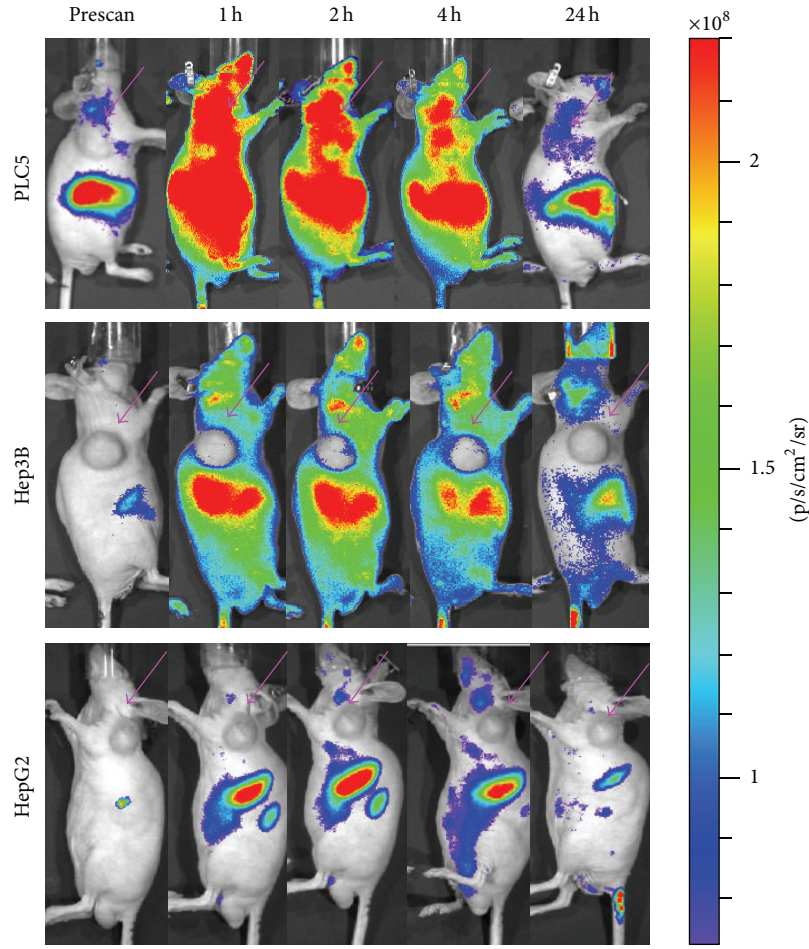 Prescan 1 h 2 h 4 h 24 h
×10⁸
PLC5
Hep3B
HepG2
2
1.5
1
(p/s/cm²/sr)